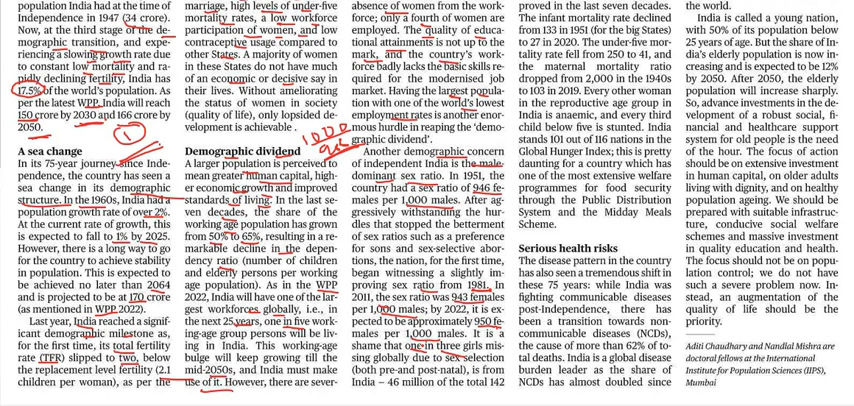 population India had at the time of
Independence in 1947 (34 crore).
Now, at the third stage of the de-
mographic transition, and expe-
riencing a slowing growth rate due
to constant low mortality and ra-
pidly declining fertility, India has
17.5% of the world's population. As
per the latest WPP, India will reach
150 crore by 2030 and 166 crore by
2050.
A sea change
In its 75-year journey since Inde-
pendence, the country has seen a
sea change in its demographic
structure. In the 1960s, India had a
population growth rate of over 2%.
At the current rate of growth, this
is expected to fall to 1% by 2025.
However, there is a long way to go
for the country to achieve stability
in population. This is expected to
be achieved no later than 2064
and is projected to be at 170 crore
(as mentioned in WPP 2022).
Last year, India reached a signif-
icant demographic milestone as,
for the first time, its total fertility
rate (TFR) slipped to two, below
the replacement level fertility (2.1
children per woman), as per the
marriage, high levels of under-five
mortality rates, a low workforce
participation of women, and low
contraceptive usage compared to
other States. A majority of women
in these States do not have much
of an economic or decisive say in
their lives. Without ameliorating
the status of women in society
(quality of life), only lopsided de-
velopment is achievable .
Demographic dividend
A larger population is perceived to
mean greater human capital, high-
er economic growth and improved
standards of living. In the last se-
ven decades, the share of the
working age population has grown
from 50% to 65%, resulting in a re-
markable decline in the depen-
dency ratio (number of children
and elderly persons per working
age population). As in the WPP
2022, India will have one of the lar-
gest workforces globally, i.e., in
the next 25 years, one in five work-
ing-age group persons will be liv-
ing in India. This working-age
bulge will keep growing till the
mid-2050s, and India must make
use of it. However, there are sever-
absence of women from the work-
force; only a fourth of women are
employed. The quality of educa-
tional attainments is not up to the
mark, and the country's work-
force badly lacks the basic skills re-
quired for the modernised job
market. Having the largest popula-
tion with one of the world's lowest
employment rates is another enor-
mous hurdle in reaping the 'demo-
graphic dividend'.
Another demographic concern
of independent India is the male-
dominant sex ratio. In 1951, the
country had a sex ratio of 946 fe-
males per 1,000 males. After ag-
gressively withstanding the hur-
dles that stopped the betterment
of sex ratios such as a preference
for sons and sex-selective abor-
tions, the nation, for the first time,
began witnessing a slightly im-
proving sex ratio from 1981. In
2011, the sex ratio was 943 females
per 1,000 males; by 2022, it is ex-
pected to be approximately 950 fe-
males per 1,000 males. It is a
shame that one in three girls mis-
sing globally due to sex selection
(both pre-and post-natal), is from
India – 46 million of the total 142
proved in the last seven decades.
The infant mortality rate declined
from 133 in 1951 (for the big States)
to 27 in 2020. The under-five mor-
tality rate fell from 250 to 41, and
the maternal mortality ratio
dropped from 2,000 in the 1940s
to 103 in 2019. Every other woman
in the reproductive age group in
India is anaemic, and every third
child below five is stunted. India
stands 101 out of 116 nations in the
Global Hunger Index; this is pretty
daunting for a country which has
one of the most extensive welfare
programmes for food security
through the Public Distribution
System and the Midday Meals
Scheme.
Serious health risks
The disease pattern in the country
has also seen a tremendous shift in
these 75 years: while India was
fighting communicable diseases
post-Independence, there has
been a transition towards non-
communicable diseases (NCDs),
the cause of more than 62% of to-
tal deaths. India is a global disease
burden leader as the share of
NCDs has almost doubled since
the world.
India is called a young nation,
with 50% of its population below
25 years of age. But the share of In-
dia's elderly population is now in-
creasing and is expected to be 12%
by 2050. After 2050, the elderly
population will increase sharply.
So, advance investments in the de-
velopment of a robust social, fi-
nancial and healthcare support
system for old people is the need
of the hour. The focus of action
should be on extensive investment
in human capital, on older adults
living with dignity, and on healthy
population ageing. We should be
prepared with suitable infrastruc-
ture, conducive social welfare
schemes and massive investment
in quality education and health.
The focus should not be on popu-
lation control; we do not have
such a severe problem now. In-
stead, an augmentation of the
quality of life should be the
priority.
Aditi Chaudhary and Nandlal Mishra are
doctoral fellows at the International
Institute for Population Sciences (IIPS),
Mumbai
1
1000